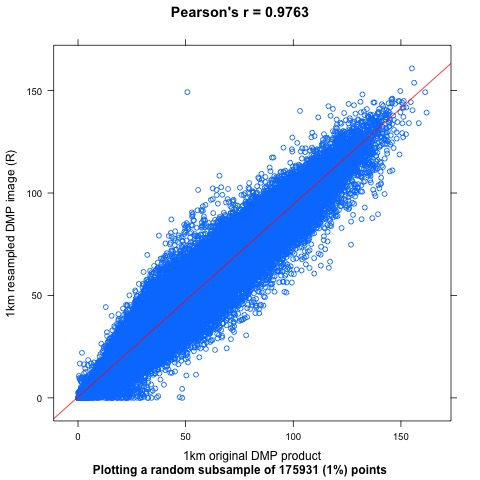 Pearson's r = 0.9763
1km resampled DMP image (R)
150
100
50
0
0 50 100 150
1km original DMP product
Plotting a random subsample of 175931 (1%) points